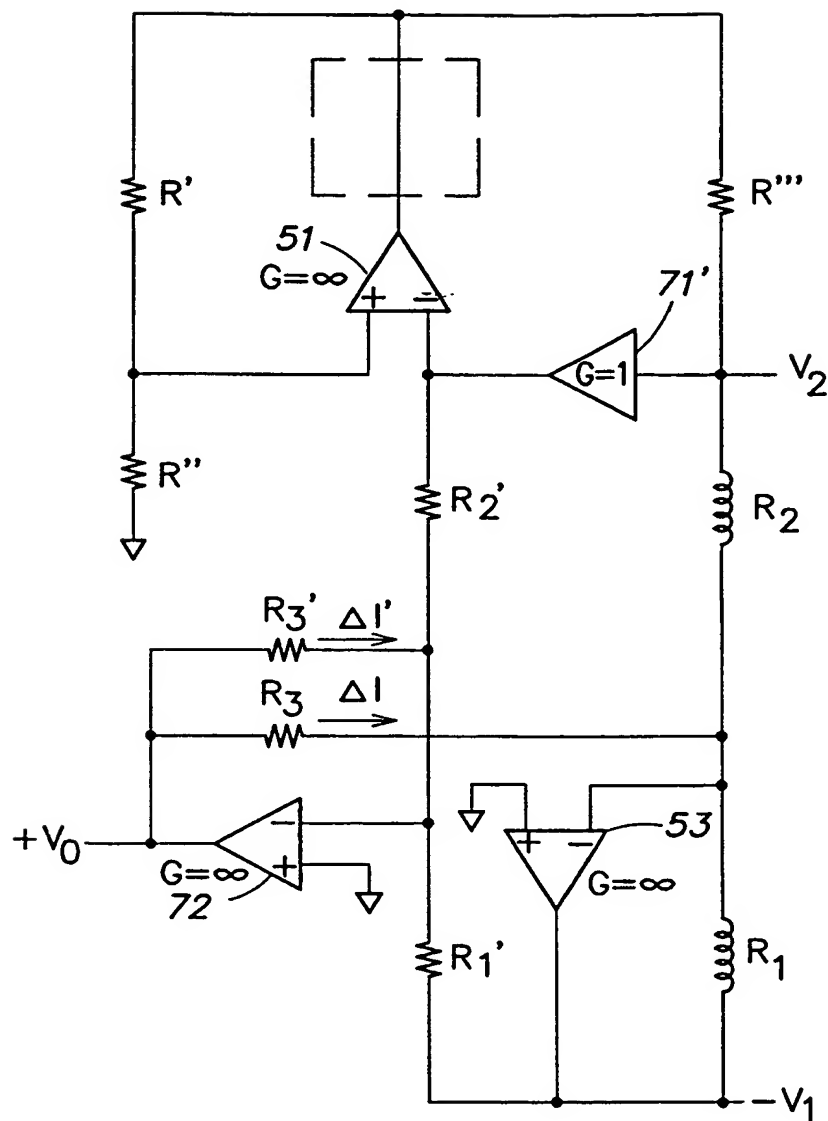 R'
R'''
51
G=∞
+
−
71'
G=1
V2
R''
R2'
R2
R3'
ΔI'
R3
ΔI
+V0
−
+
G=∞
72
+
−
53
G=∞
R1'
R1
−V1